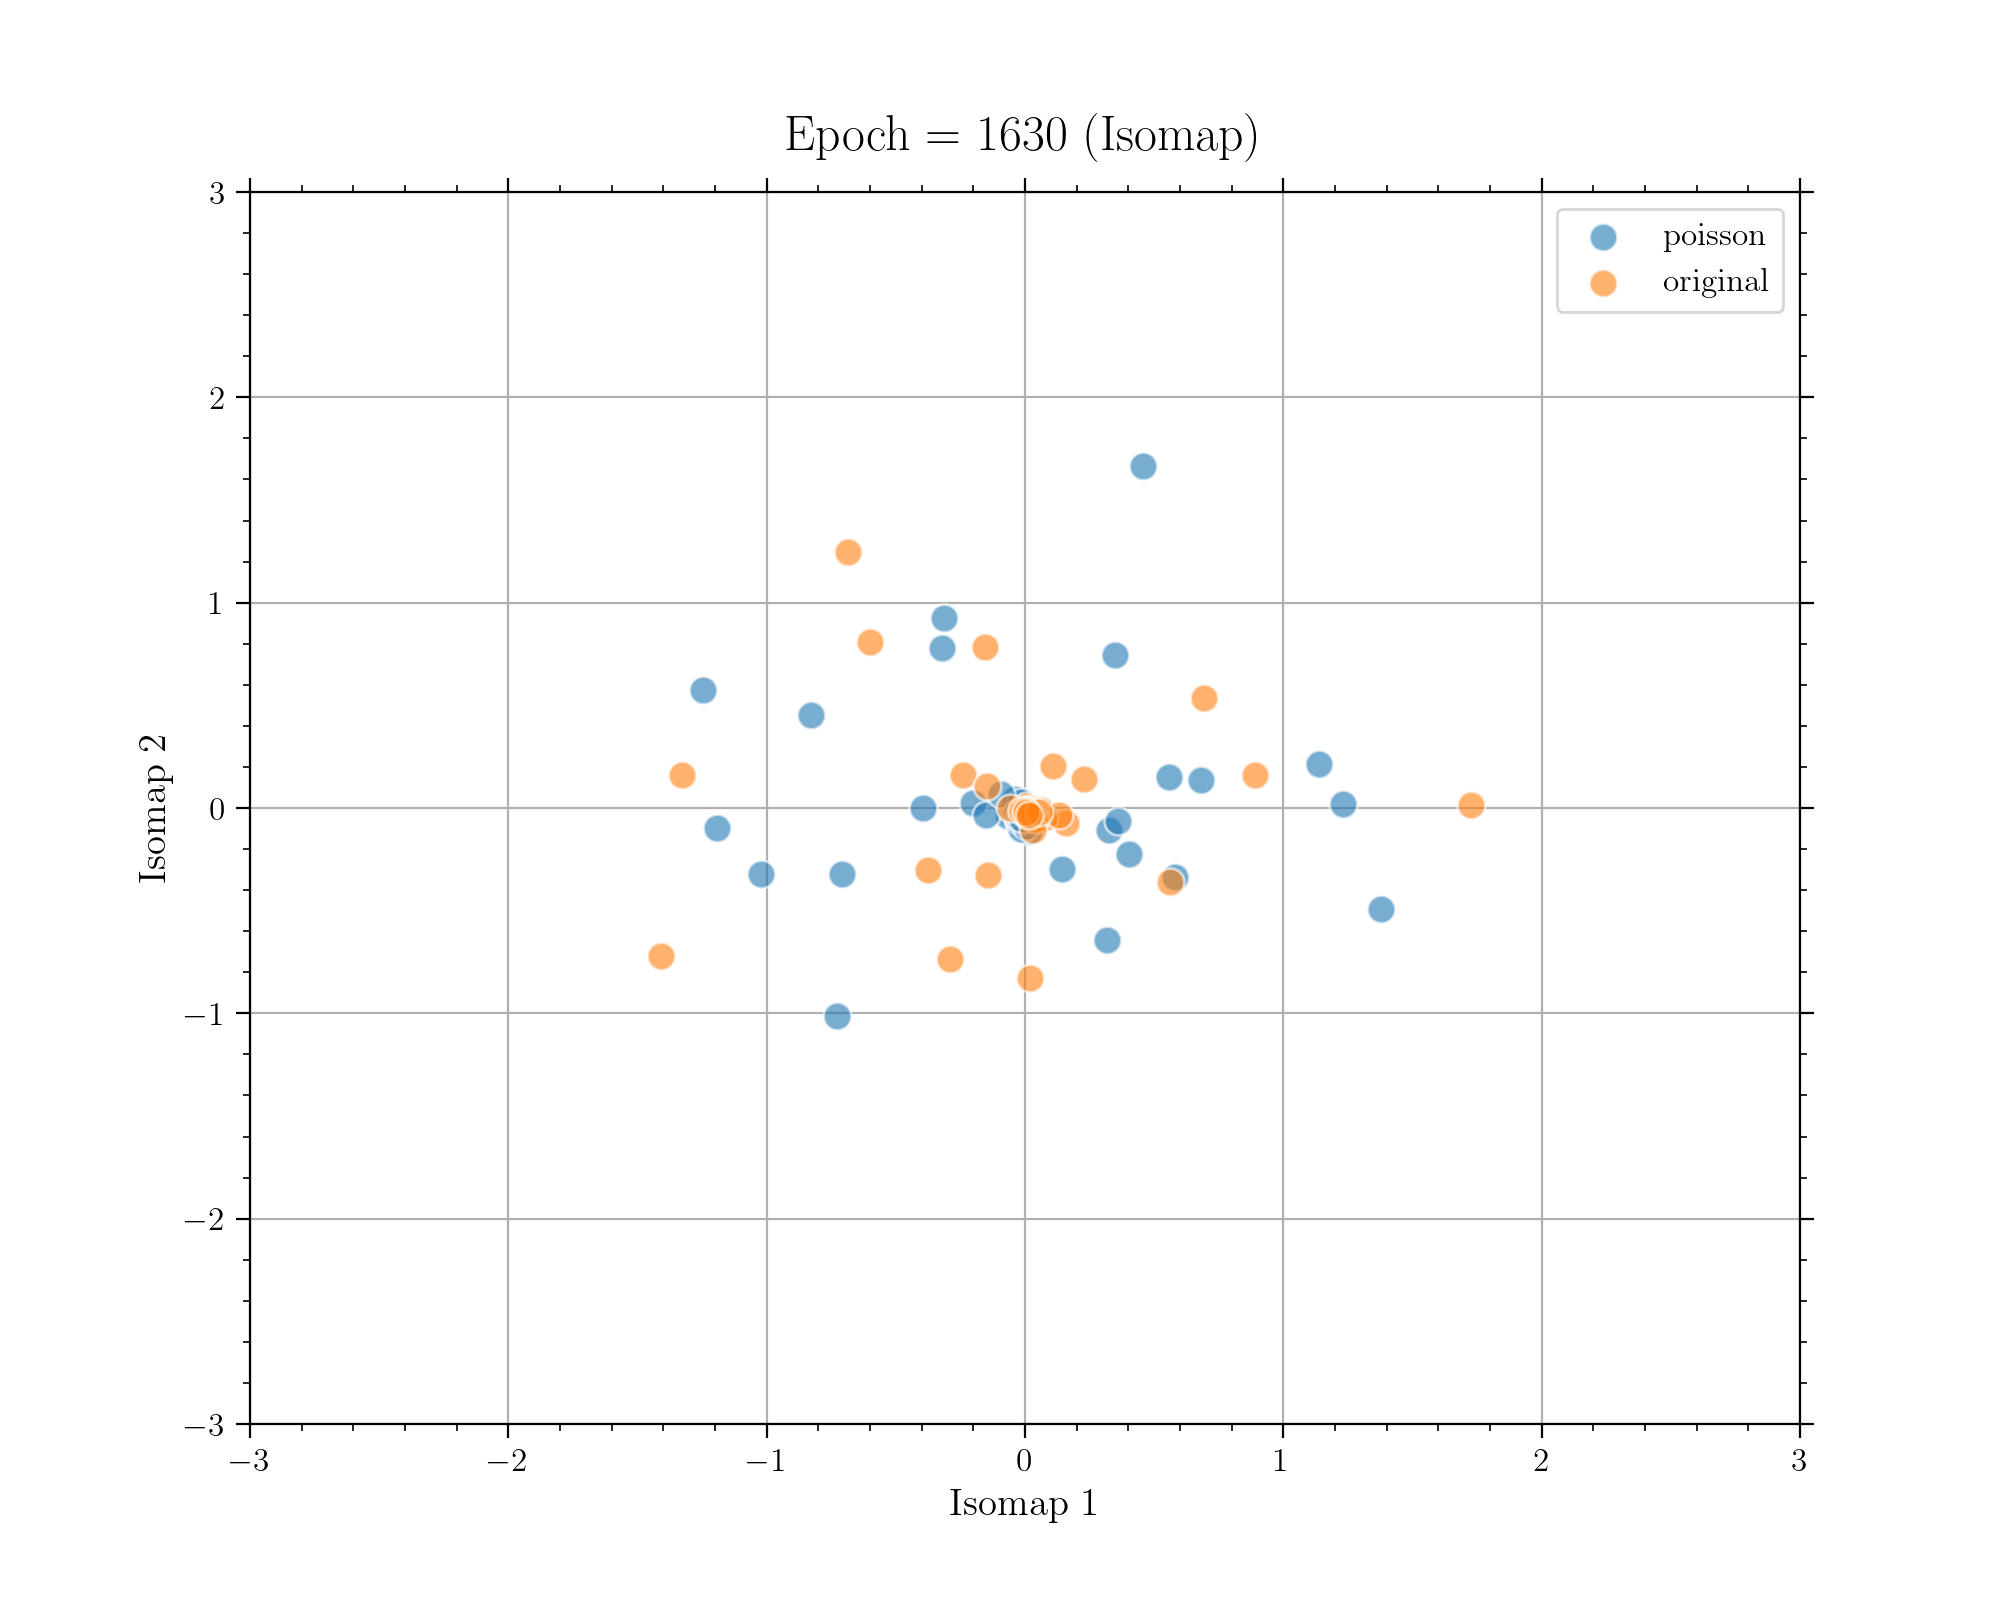 Epoch = 1630 (Isomap)
poisson
original
3
2
1
0
−1
−2
−3
Isomap 2
−3
−2
−1
0
1
2
3
Isomap 1